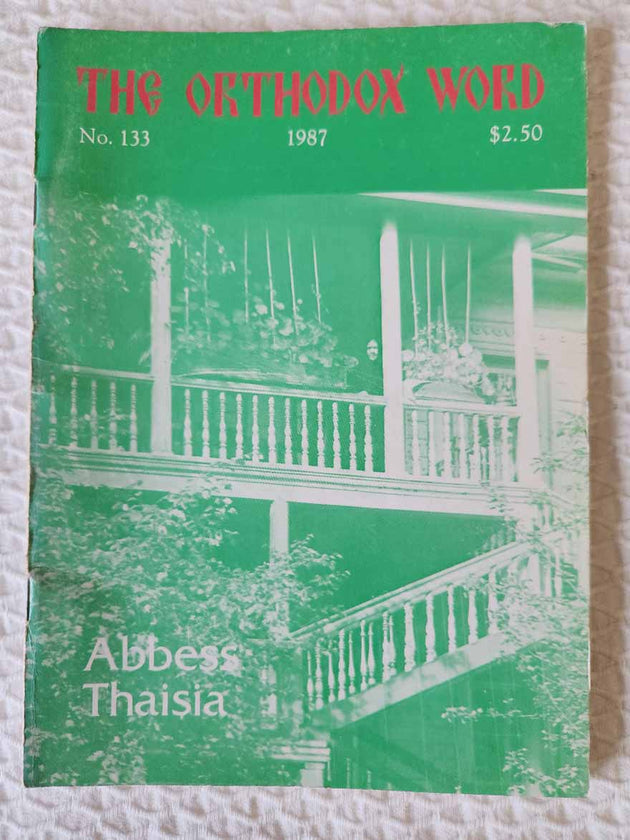 THE ORTHODOX WORD
No. 133 1987 $2.50
Abbess
Thaisia